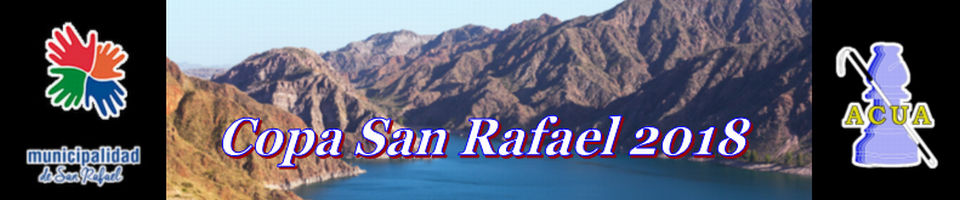 municipalidad
de San Rafael
Copa San Rafael 2018
ACUA